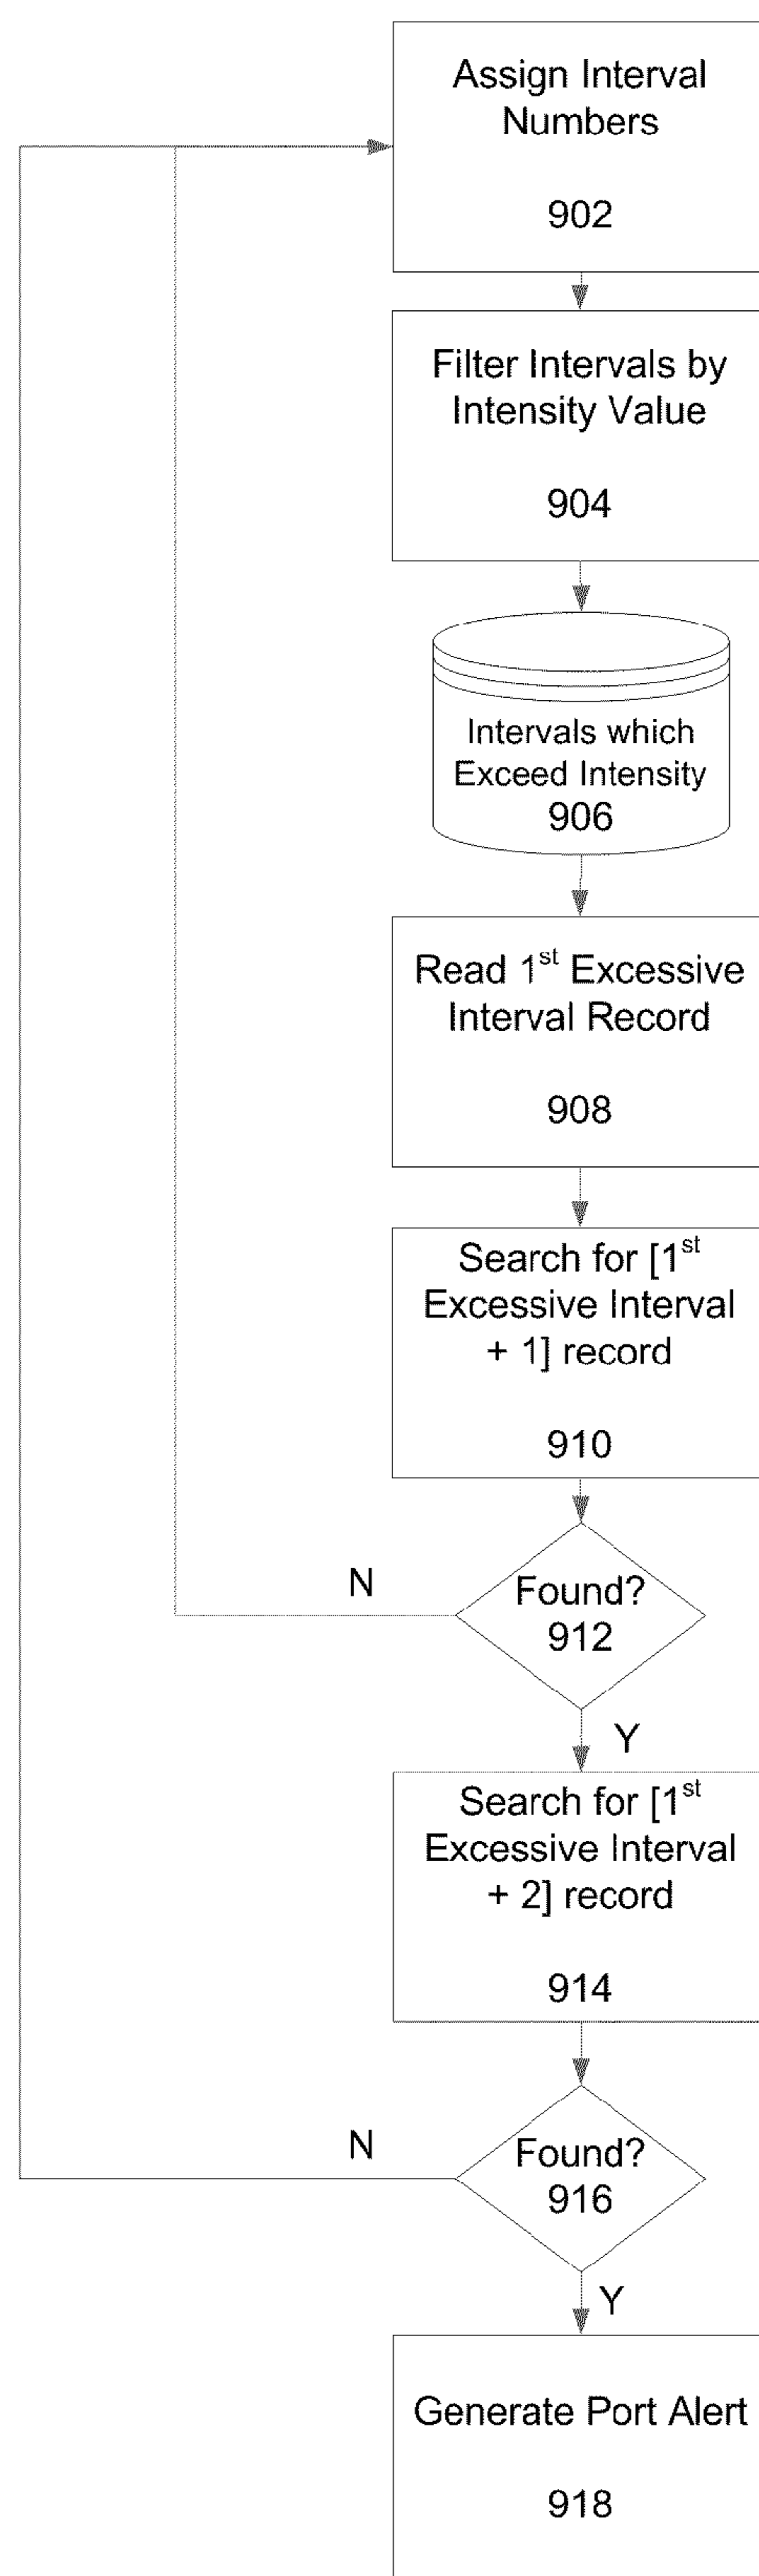 Assign Interval
Numbers
902
Filter Intervals by
Intensity Value
904
Intervals which
Exceed Intensity
906
Read 1st Excessive
Interval Record
908
Search for [1st
Excessive Interval
+ 1] record
910
N
Found?
912
Y
Search for [1st
Excessive Interval
+ 2] record
914
N
Found?
916
Y
Generate Port Alert
918